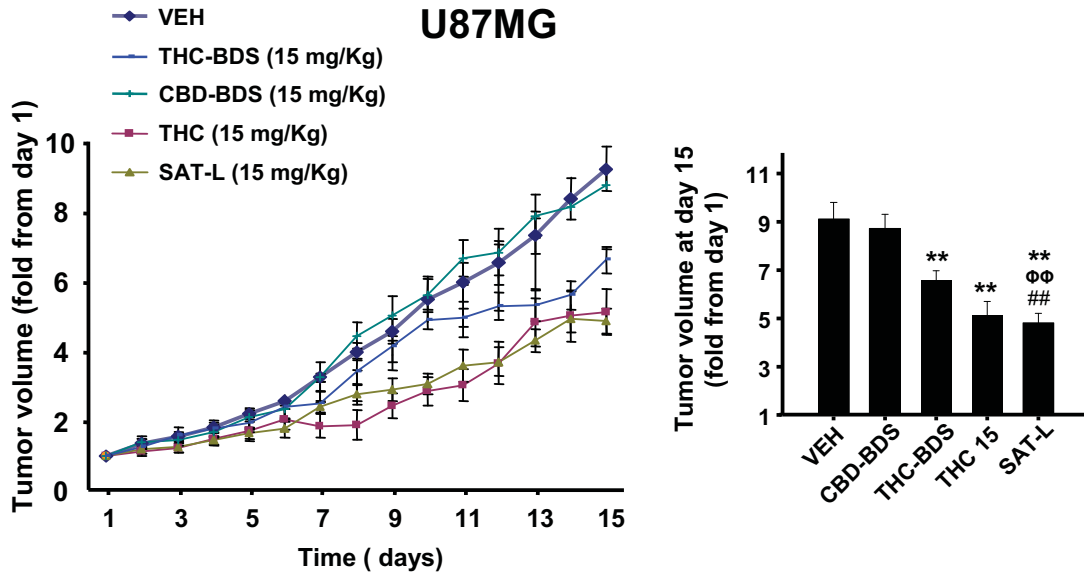 U87MG
VEH
THC-BDS (15 mg/Kg)
CBD-BDS (15 mg/Kg)
THC (15 mg/Kg)
SAT-L (15 mg/Kg)
Tumor volume (fold from day 1)
10
8
6
4
2
0
1 3 5 7 9 11 13 15
Time ( days)
Tumor volume at day 15
(fold from day 1)
11
9
7
5
3
1
**
**
**
ΦΦ
##
VEH
CBD-BDS
THC-BDS
THC 15
SAT-L